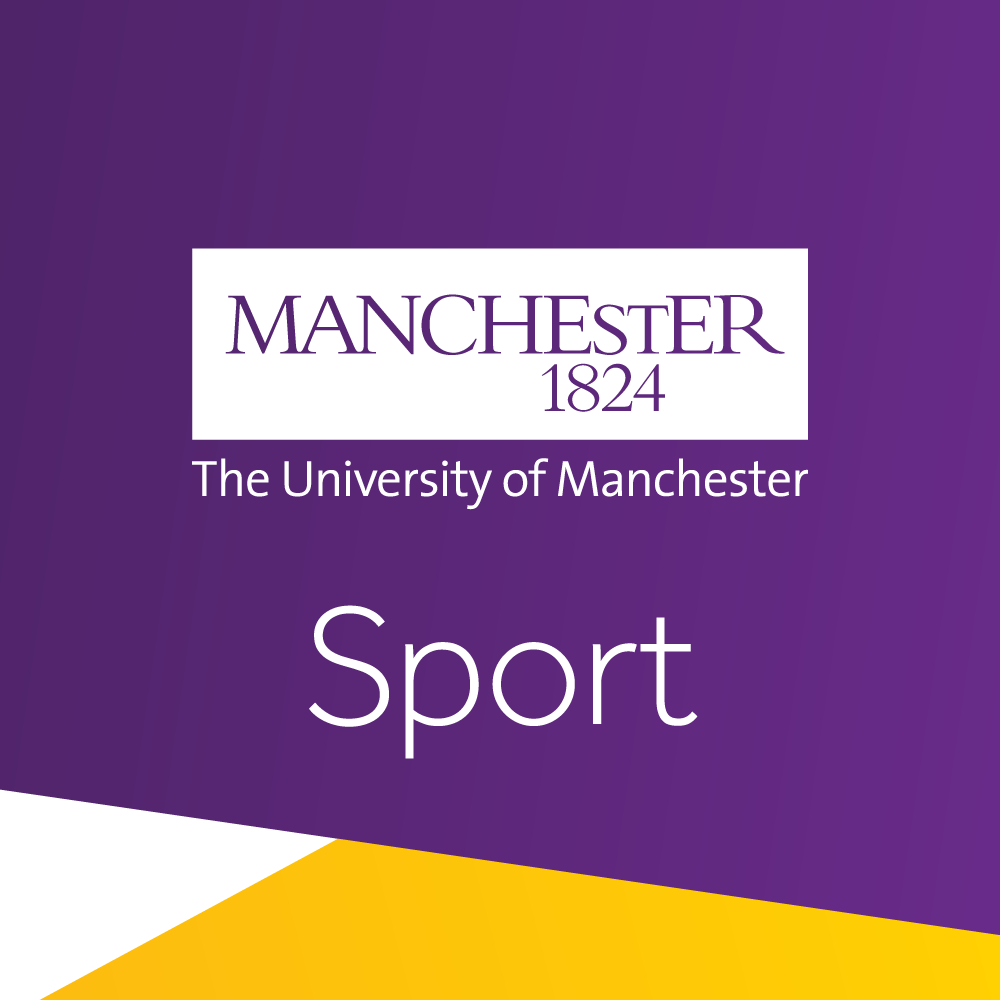 MANCHEsTER
1824
The University of Manchester
Sport